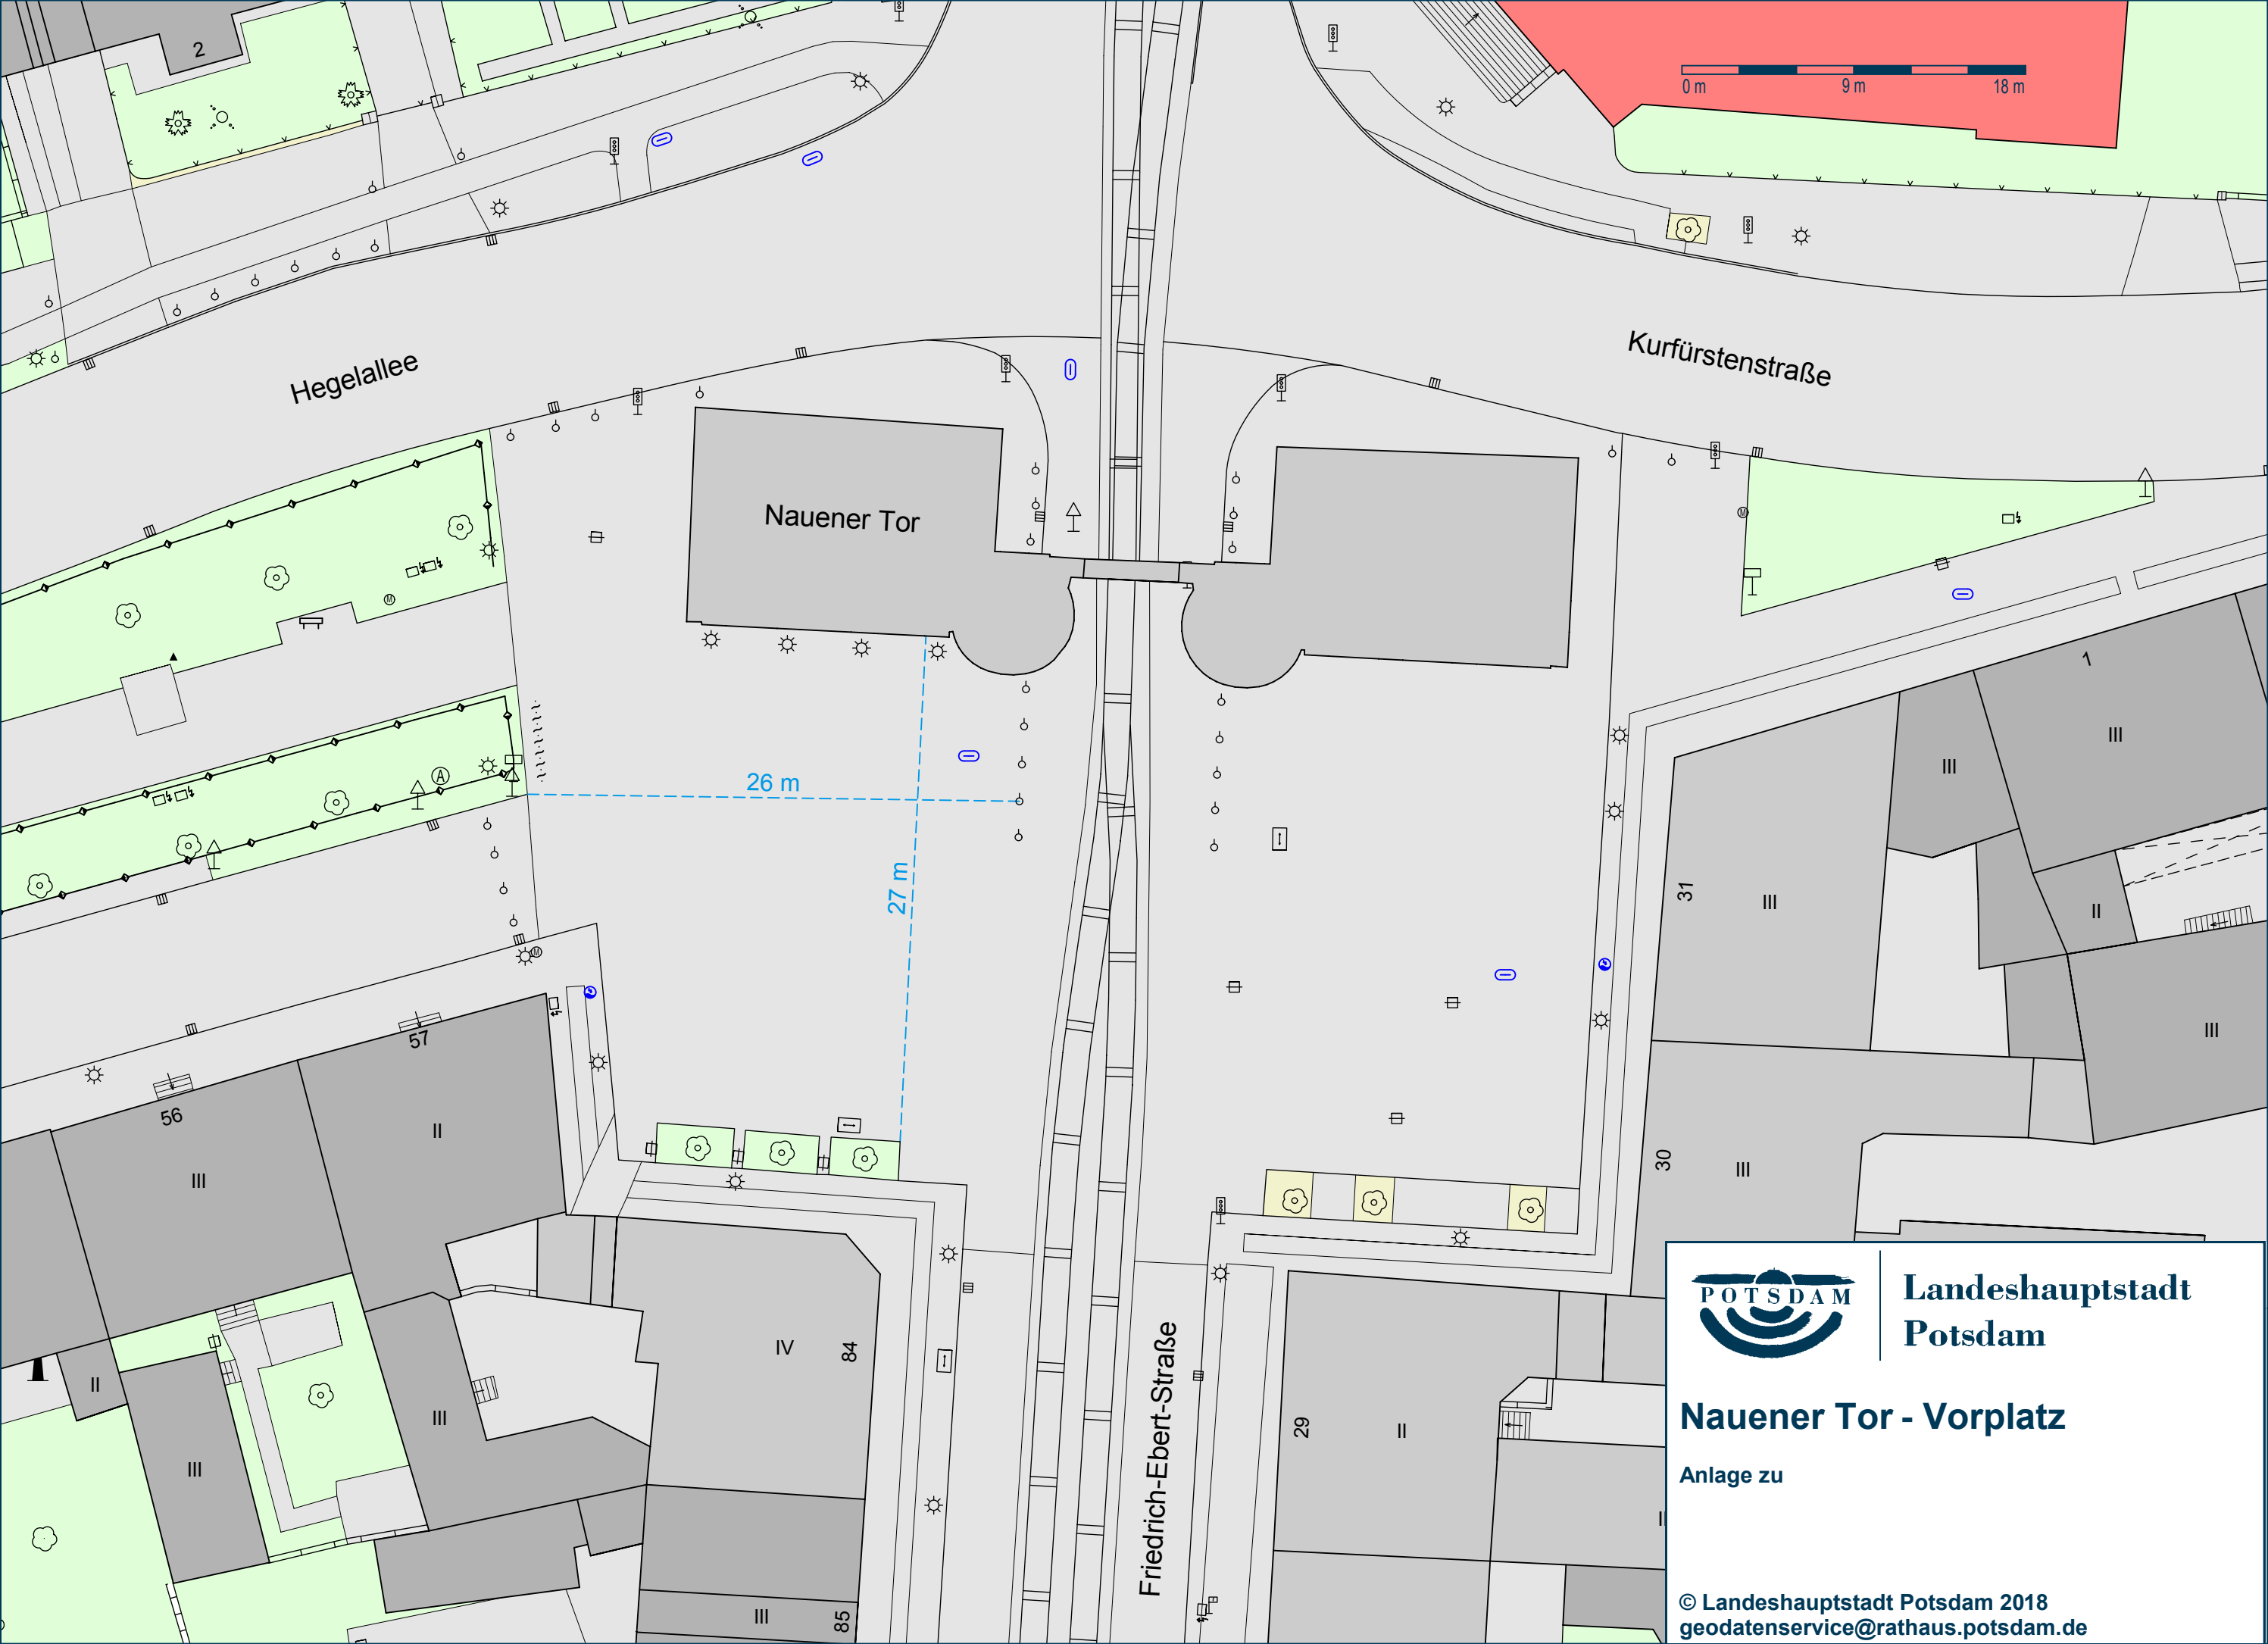 2
0 m
9 m
18 m
Hegelallee
Kurfürstenstraße
Nauener Tor
M
M
1
III
III
A
26 m
27 m
31
III
II
M
III
57
56
II
III
30
III
IV
84
II
III
III
29
II
Friedrich-Ebert-Straße
III
85
POTSDAM
Landeshauptstadt
Potsdam
Nauener Tor - Vorplatz
Anlage zu
© Landeshauptstadt Potsdam 2018
geodatenservice@rathaus.potsdam.de